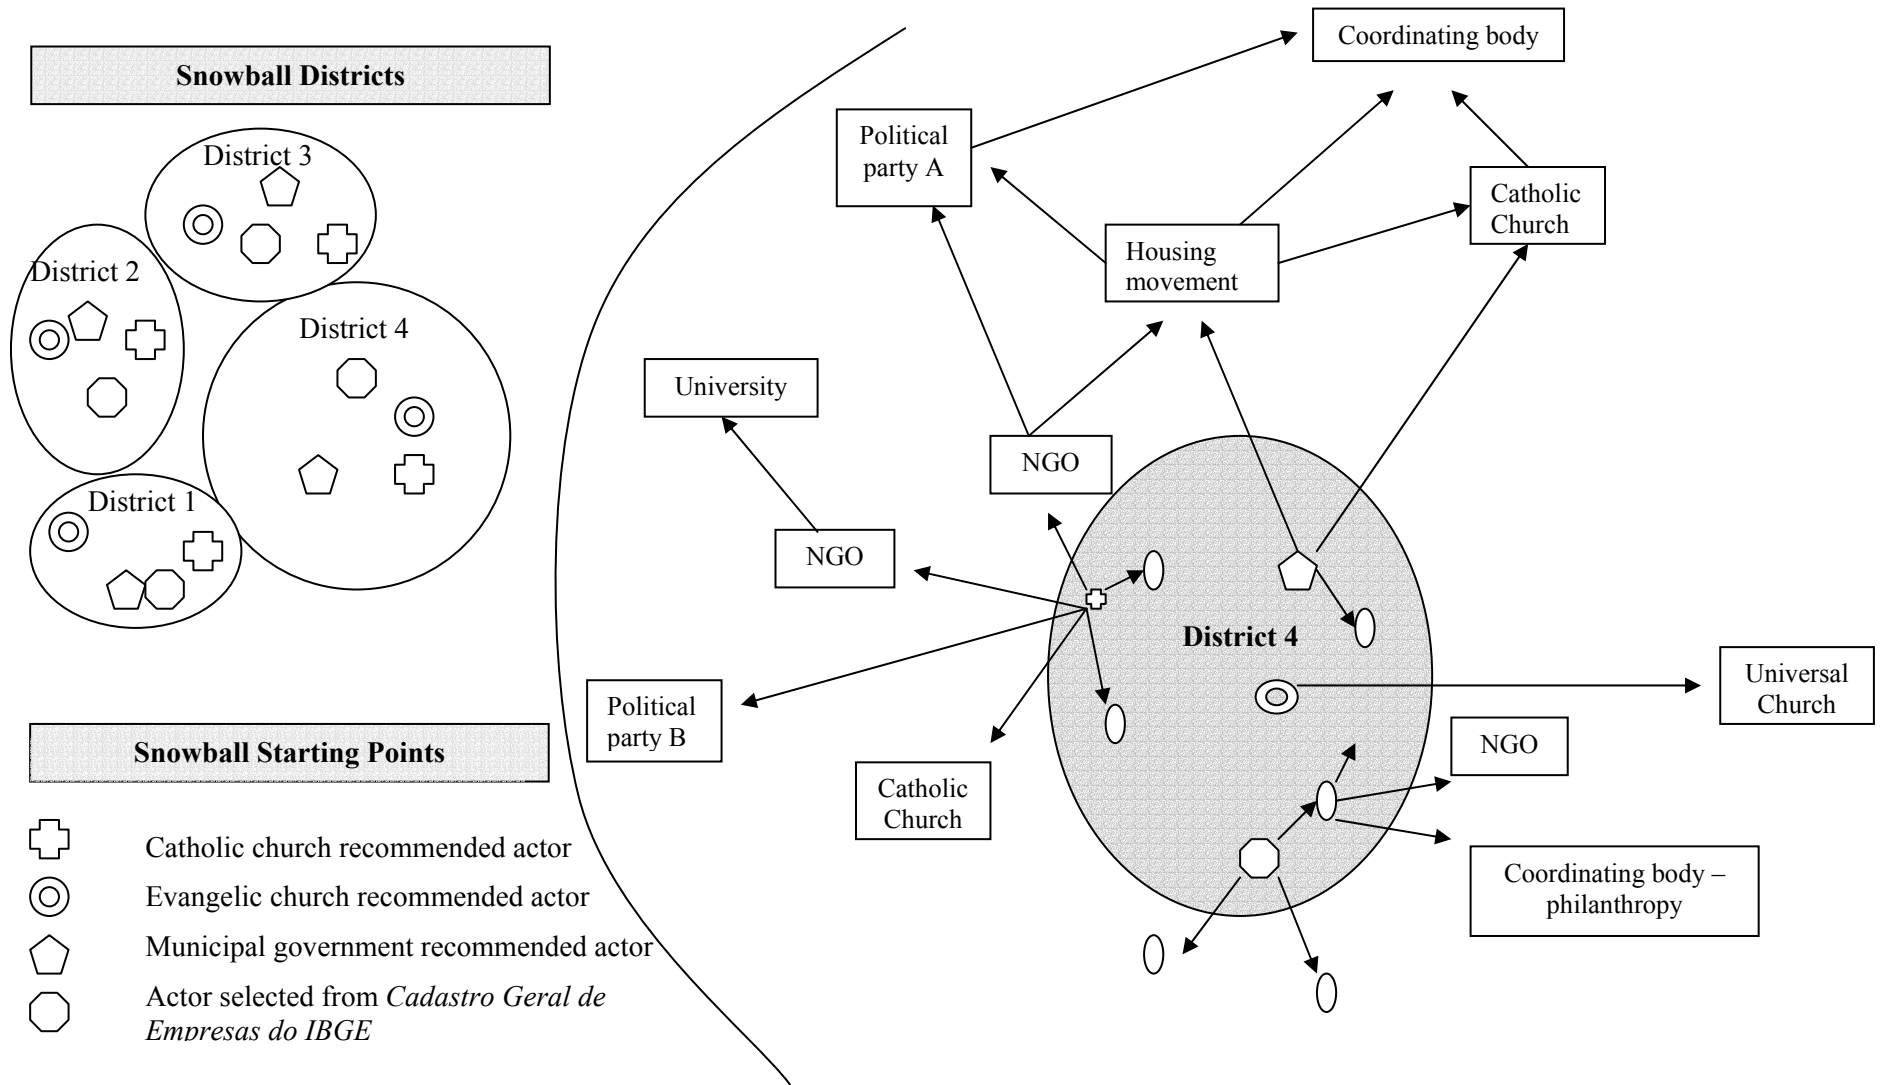 Snowball Districts
District 3
District 2
District 4
District 1
Snowball Starting Points
Catholic church recommended actor
Evangelic church recommended actor
Municipal government recommended actor
Actor selected from Cadastro Geral de
Empresas do IBGE
Coordinating body
Political
party A
Catholic
Church
Housing
movement
University
NGO
NGO
District 4
Political
party B
Universal
Church
NGO
Catholic
Church
Coordinating body –
philanthropy